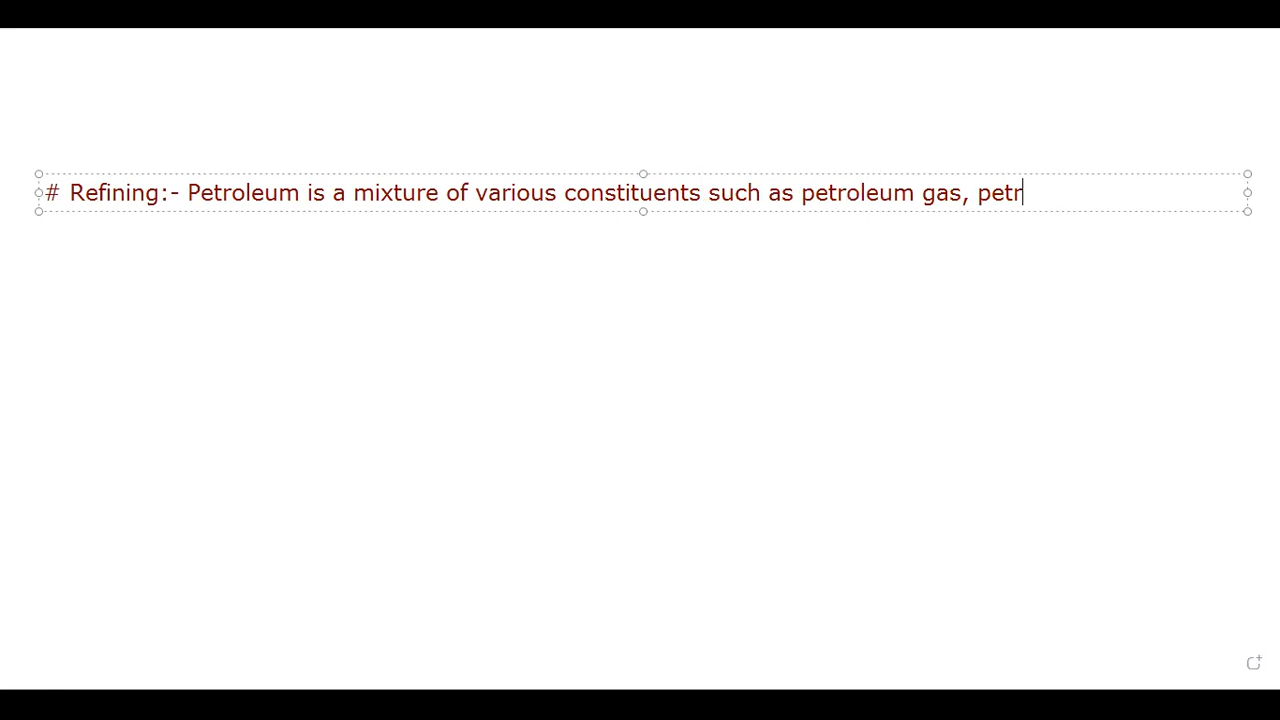 # Refining:- Petroleum is a mixture of various constituents such as petroleum gas, petr